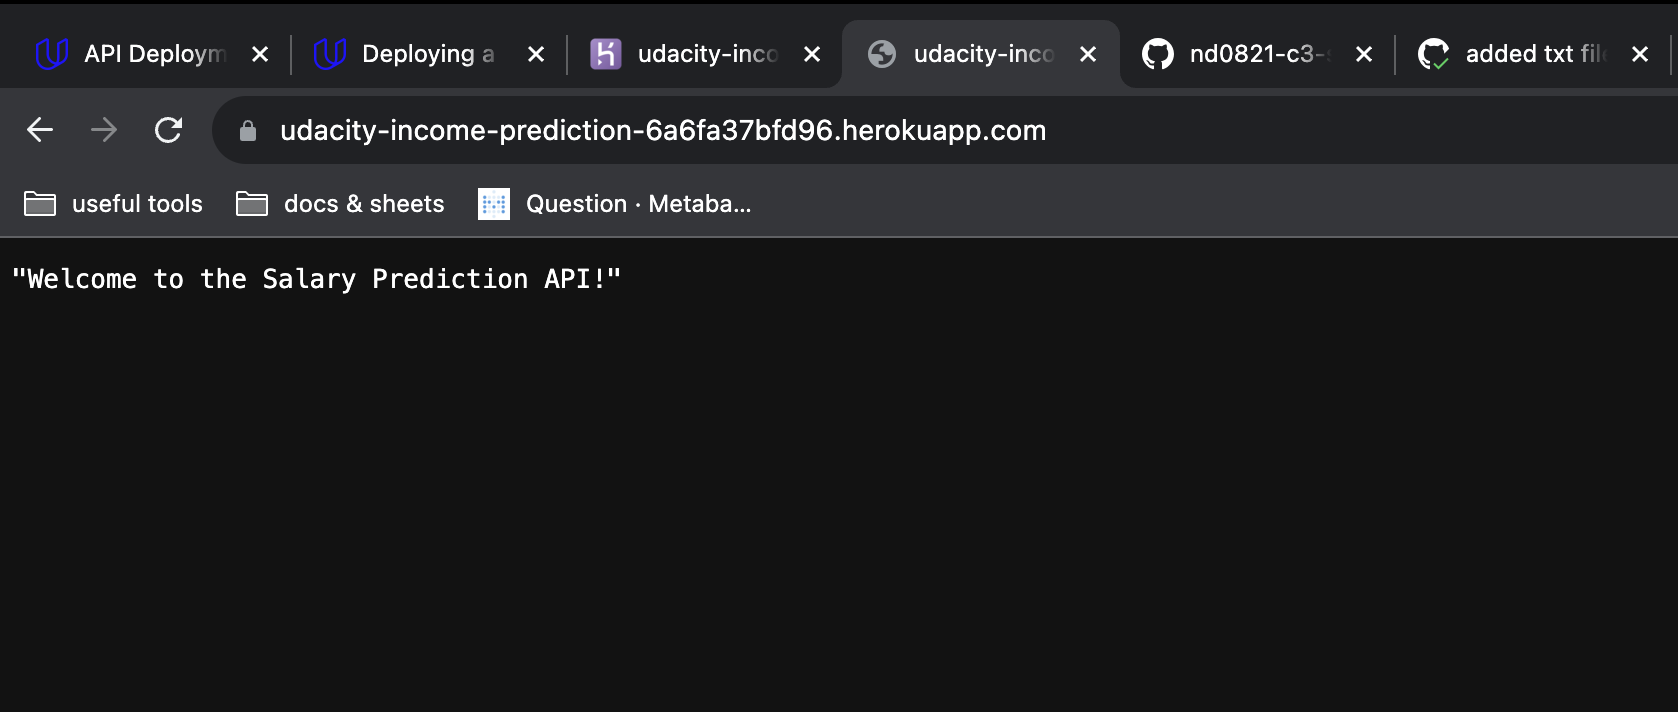 API Deploym
Deploying a
udacity-inco
udacity-inco
nd0821-c3-s
added txt file
udacity-income-prediction-6a6fa37bfd96.herokuapp.com
useful tools
docs & sheets
Question · Metaba...
"Welcome to the Salary Prediction API!"